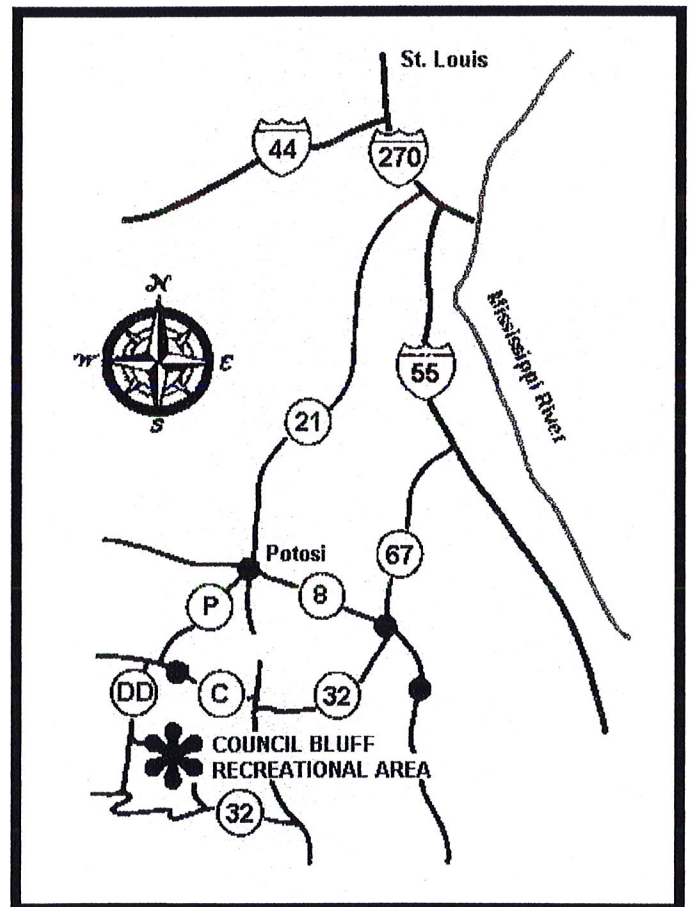 St. Louis
44
270
N
W
E
S
Mississippi River
55
21
67
Potosi
8
P
DD
C
32
COUNCIL BLUFF
RECREATIONAL AREA
32